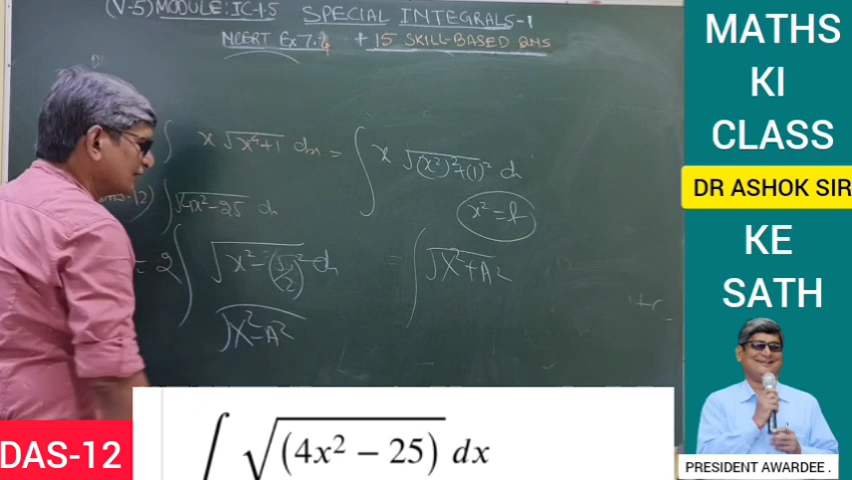 (V-5) MODULE: IC+5 SPECIAL INTEGRALS-1
NCERT Ex 7.4 + 15 SKILL-BASED QNS
∫ x √(x⁴+1) dx = ∫ x √((x²)²+(1)²) d
12) ∫ √(4x²-25) dx
x² = t
= 2 ∫ √(x² - (5/2)²) dx
= ∫ √(X²+A²)
√(X²-A²)
+C
∫ √(4x² − 25) dx
DAS-12
MATHS
KI
CLASS
DR ASHOK SIR
KE
SATH
PRESIDENT AWARDEE .